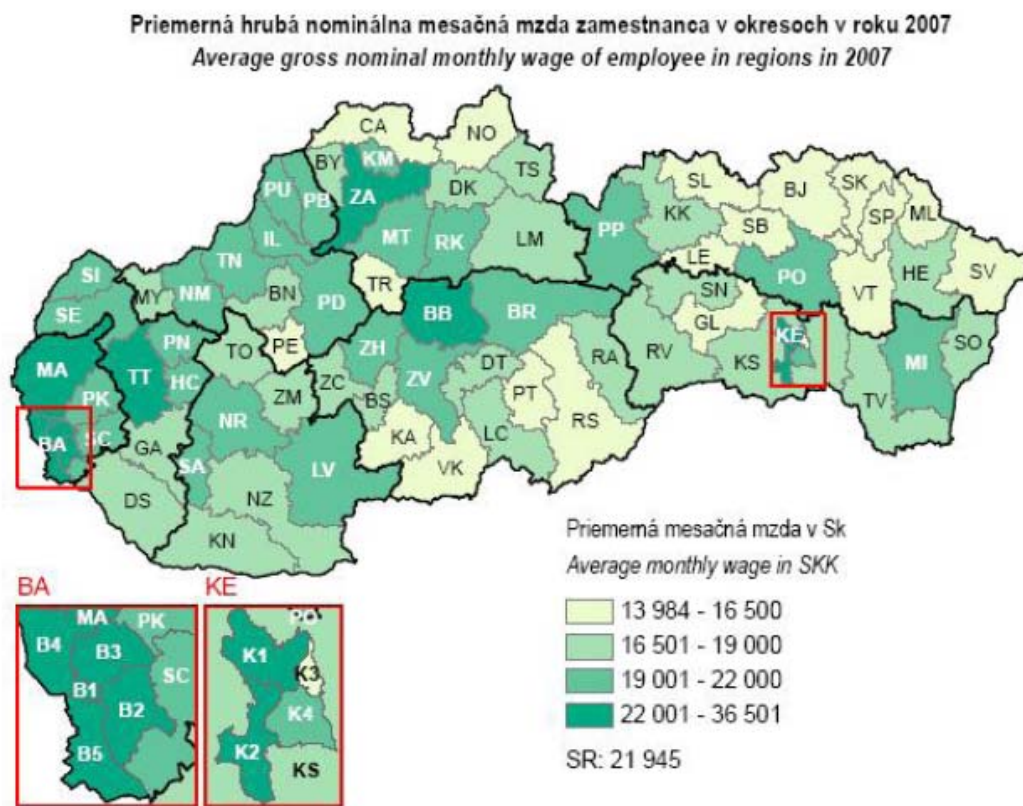 Priemerná hrubá nominálna mesačná mzda zamestnanca v okresoch v roku 2007
Average gross nominal monthly wage of employee in regions in 2007
CA
NO
BY
KM
TS
PU
PB
ZA
DK
SL
BJ
SK
SP
ML
KK
SB
IL
MT
RK
LM
PP
TN
LE
PO
HE
SV
SI
TR
VT
MY
NM
BN
PD
SN
SE
BB
BR
GL
PE
KE
PN
TO
ZH
RA
RV
KS
MI
SO
MA
TT
DT
HC
ZC
ZV
PK
ZM
BS
PT
TV
NR
RS
BA
SC
GA
KA
LC
SA
LV
VK
DS
NZ
KN
Priemerná mesačná mzda v Sk
Average monthly wage in SKK
13 984 - 16 500
16 501 - 19 000
19 001 - 22 000
22 001 - 36 501
SR: 21 945
BA
MA
PK
B4
B3
SC
B1
B2
B5
KE
PO
K1
K3
K4
K2
KS